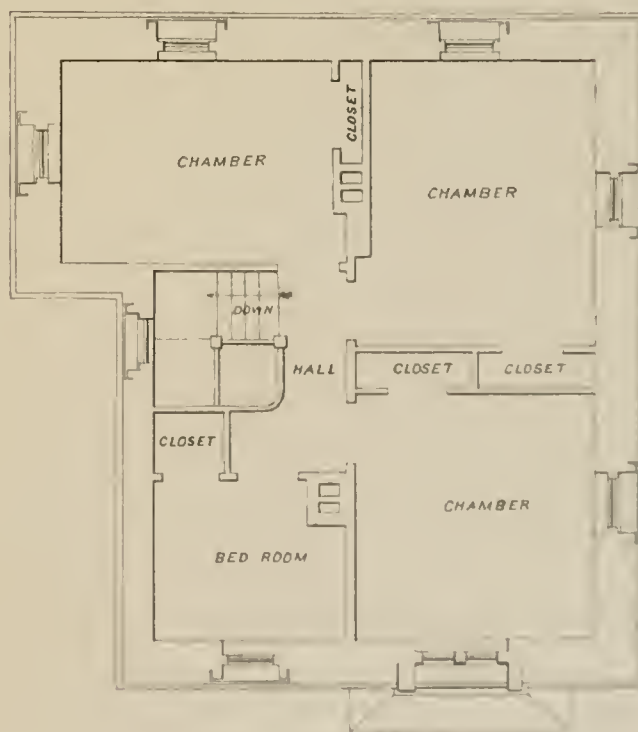 CLOSET
CHAMBER
CHAMBER
DOWN
HALL
CLOSET
CLOSET
CLOSET
CHAMBER
BED ROOM